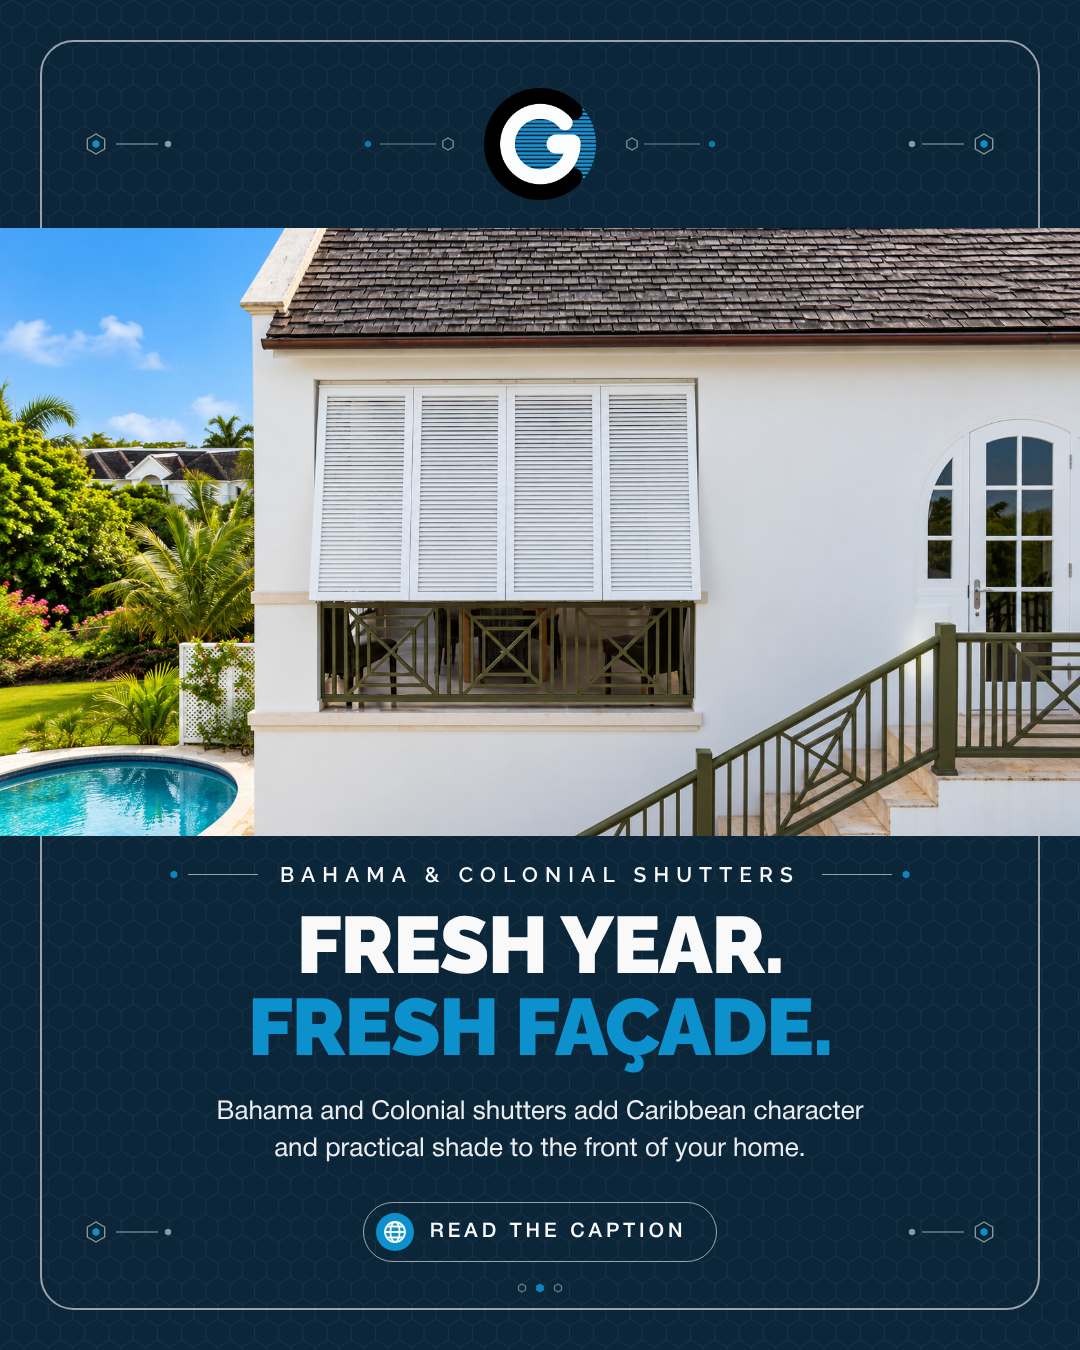 BAHAMA & COLONIAL SHUTTERS
FRESH YEAR.
FRESH FAÇADE.
Bahama and Colonial shutters add Caribbean character
and practical shade to the front of your home.
READ THE CAPTION